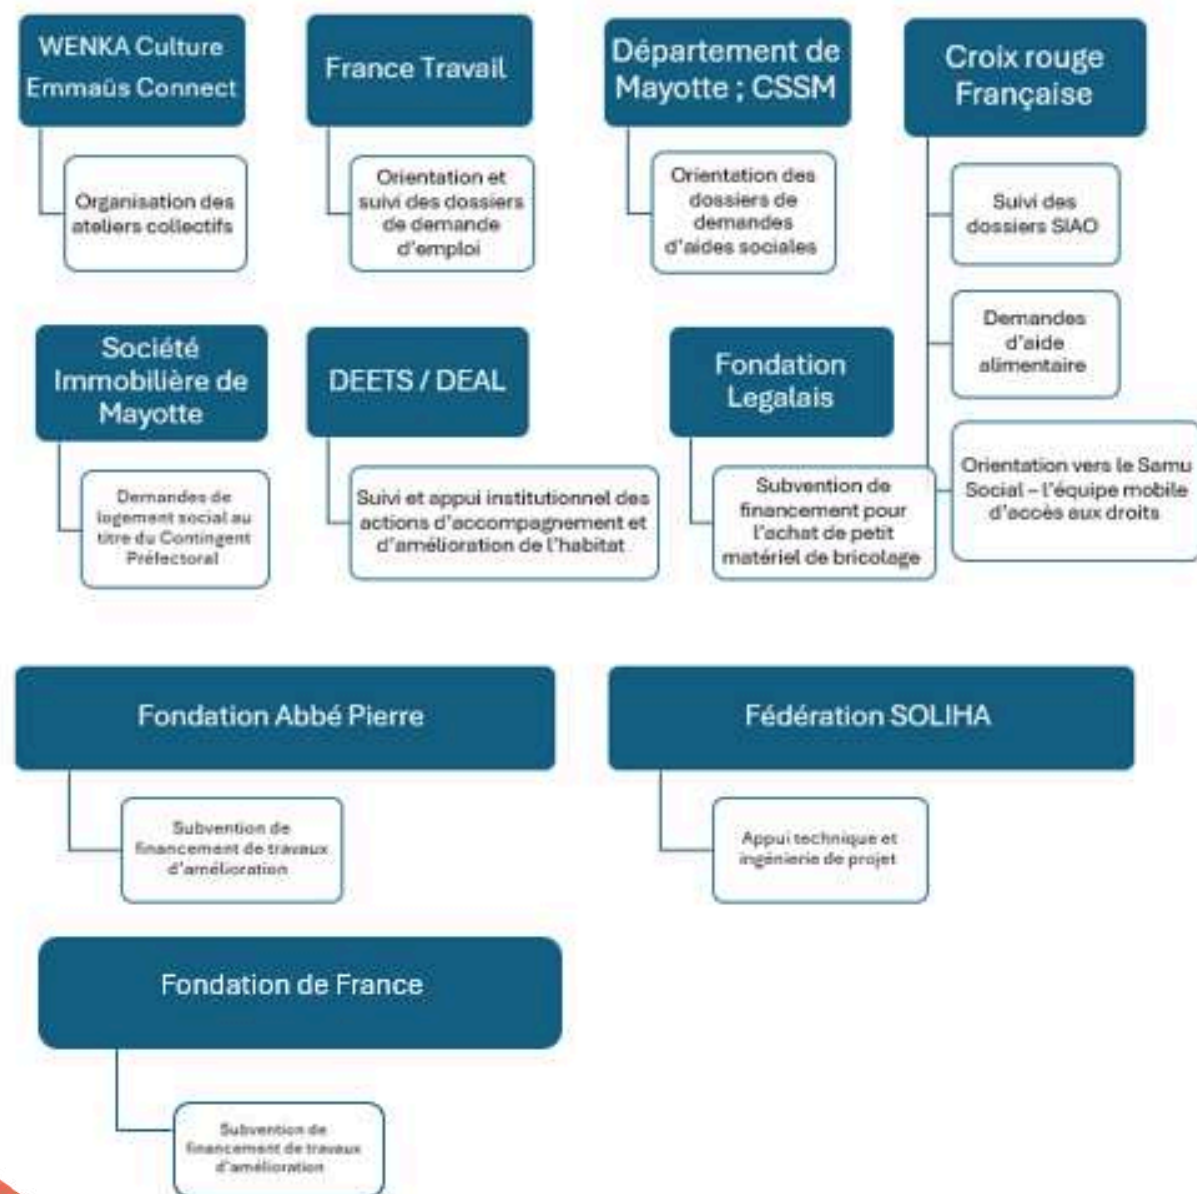 WENKA Culture
Emmaüs Connect
Organisation des
ateliers collectifs
France Travail
Orientation et
suivi des dossiers
de demande
d'emploi
Département de
Mayotte ; CSSM
Orientation des
dossiers de
demandes
d'aides sociales
Croix rouge
Française
Suivi des
dossiers SIAO
Demandes
d'aide
alimentaire
Orientation vers le Samu
Social – l'équipe mobile
d'accès aux droits
Société
Immobilière de
Mayotte
Demandes de
logement social au
titre du Contingent
Préfectoral
DEETS / DEAL
Suivi et appui institutionnel des
actions d'accompagnement et
d'amélioration de l'habitat
Fondation
Legalais
Subvention de
financement pour
l'achat de petit
matériel de bricolage
Fondation Abbé Pierre
Subvention de
financement de travaux
d'amélioration
Fédération SOLIHA
Appui technique et
ingénierie de projet
Fondation de France
Subvention de
financement de travaux
d'amélioration